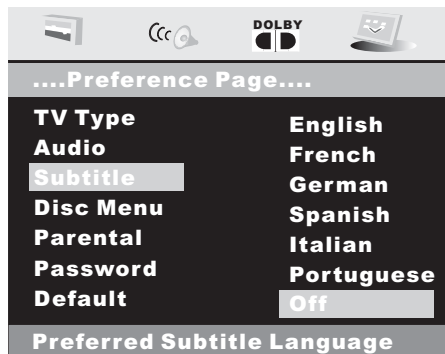 DOLBY
....Preference Page....
TV Type
Audio
Subtitle
Disc Menu
Parental
Password
Default
English
French
German
Spanish
Italian
Portuguese
Off
Preferred Subtitle Language